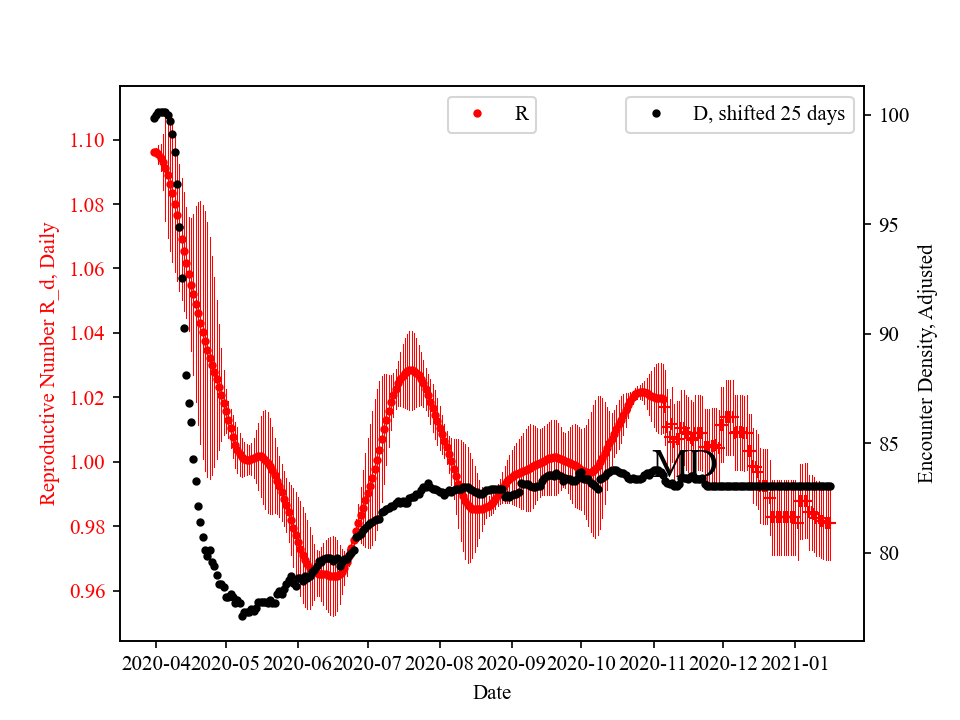 R
D, shifted 25 days
1.10
1.08
1.06
1.04
1.02
1.00
0.98
0.96
Reproductive Number R_d, Daily
100
95
90
85
80
Encounter Density, Adjusted
MD
2020-04 2020-05 2020-06 2020-07 2020-08 2020-09 2020-10 2020-11 2020-12 2021-01
Date